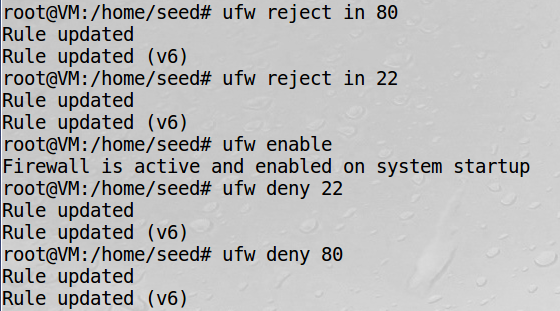 root@VM:/home/seed# ufw reject in 80
Rule updated
Rule updated (v6)
root@VM:/home/seed# ufw reject in 22
Rule updated
Rule updated (v6)
root@VM:/home/seed# ufw enable
Firewall is active and enabled on system startup
root@VM:/home/seed# ufw deny 22
Rule updated
Rule updated (v6)
root@VM:/home/seed# ufw deny 80
Rule updated
Rule updated (v6)